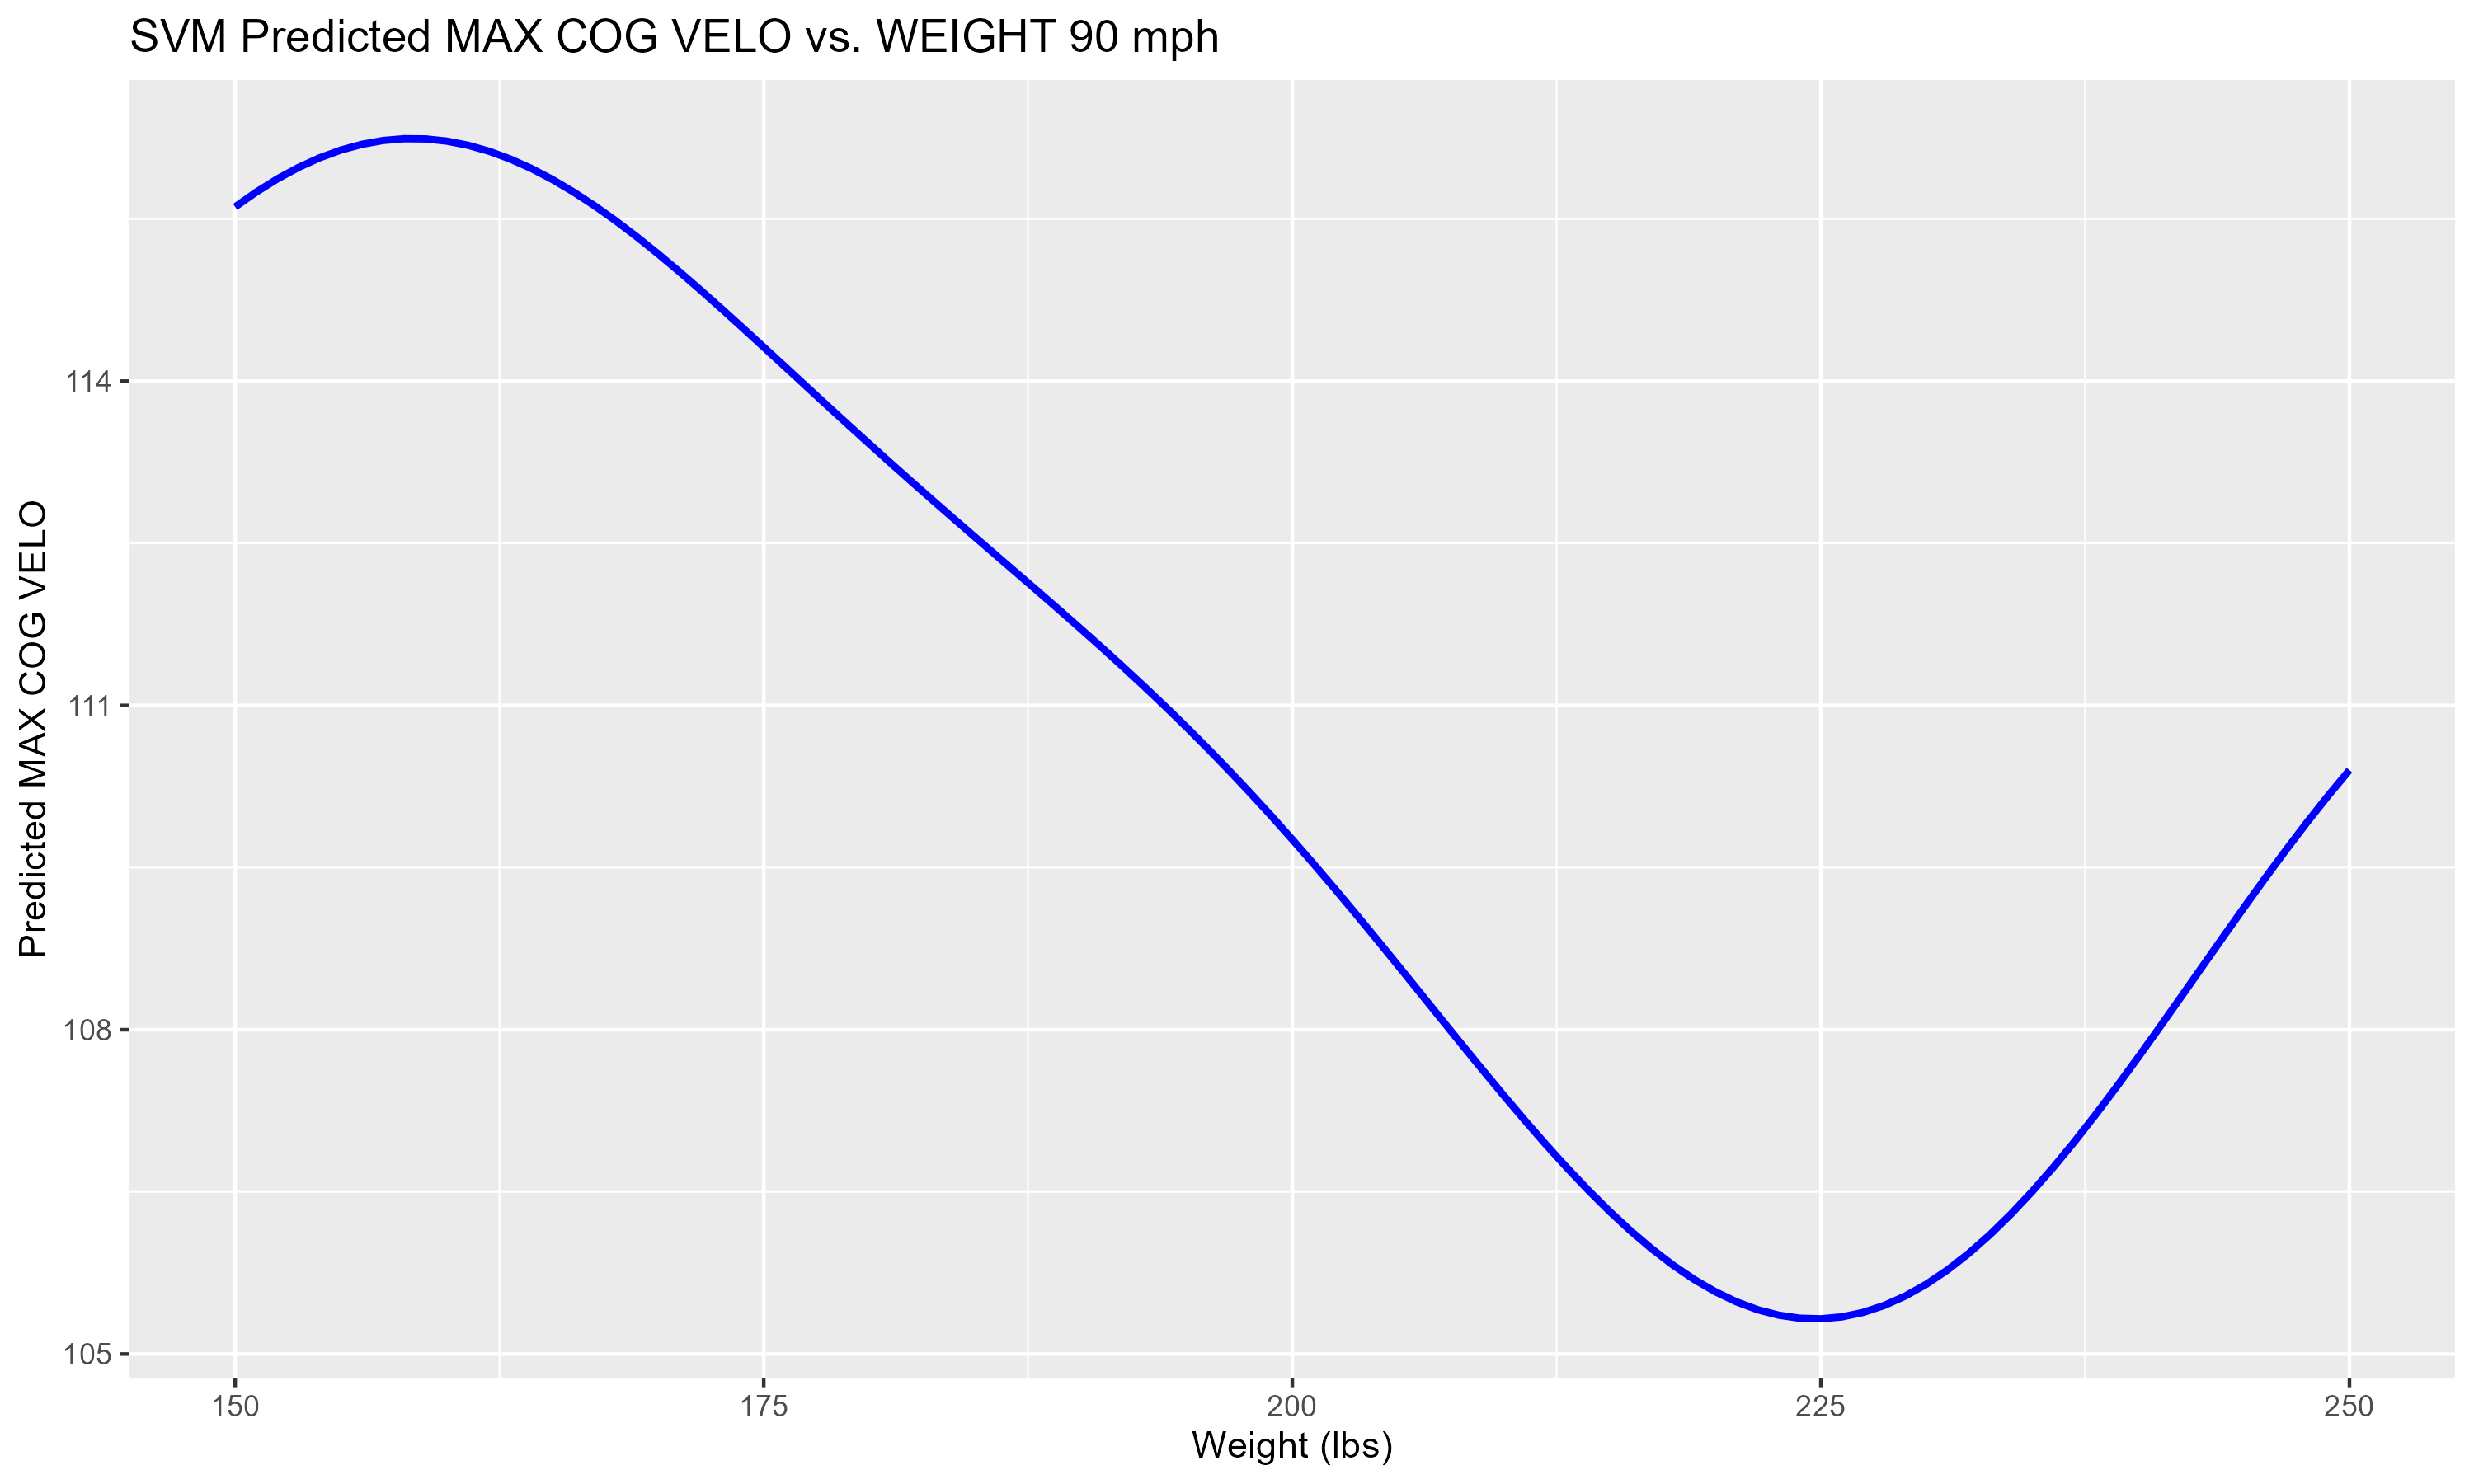 SVM Predicted MAX COG VELO vs. WEIGHT 90 mph
Predicted MAX COG VELO
114
111
108
105
150 175 200 225 250
Weight (lbs)